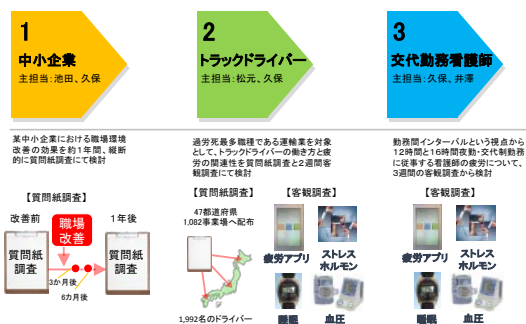 1
中小企業
主担当:池田、久保
某中小企業における職場環境
改善の効果を約1年間、縦断
的に質問紙調査にて検討
【質問紙調査】
改善前
職場
改善
1年後
質問紙
調査
質問紙
調査
3か月後
6カ月後
2
トラックドライバー
主担当:松元、久保
過労死最多職種である運輸業を対象
として、トラックドライバーの働き方と疲
労の関連性を質問紙調査と2週間客
観調査にて検討
【質問紙調査】
47都道府県
1,082事業場へ配布
1,992名のドライバー
【客観調査】
疲労アプリ
ストレス
ホルモン
睡眠
血圧
3
交代勤務看護師
主担当:久保、井澤
勤務間インターバルという視点から
12時間と16時間夜勤・交代制勤務
に従事する看護師の疲労について、
3週間の客観調査から検討
【客観調査】
疲労アプリ
ストレス
ホルモン
睡眠
血圧